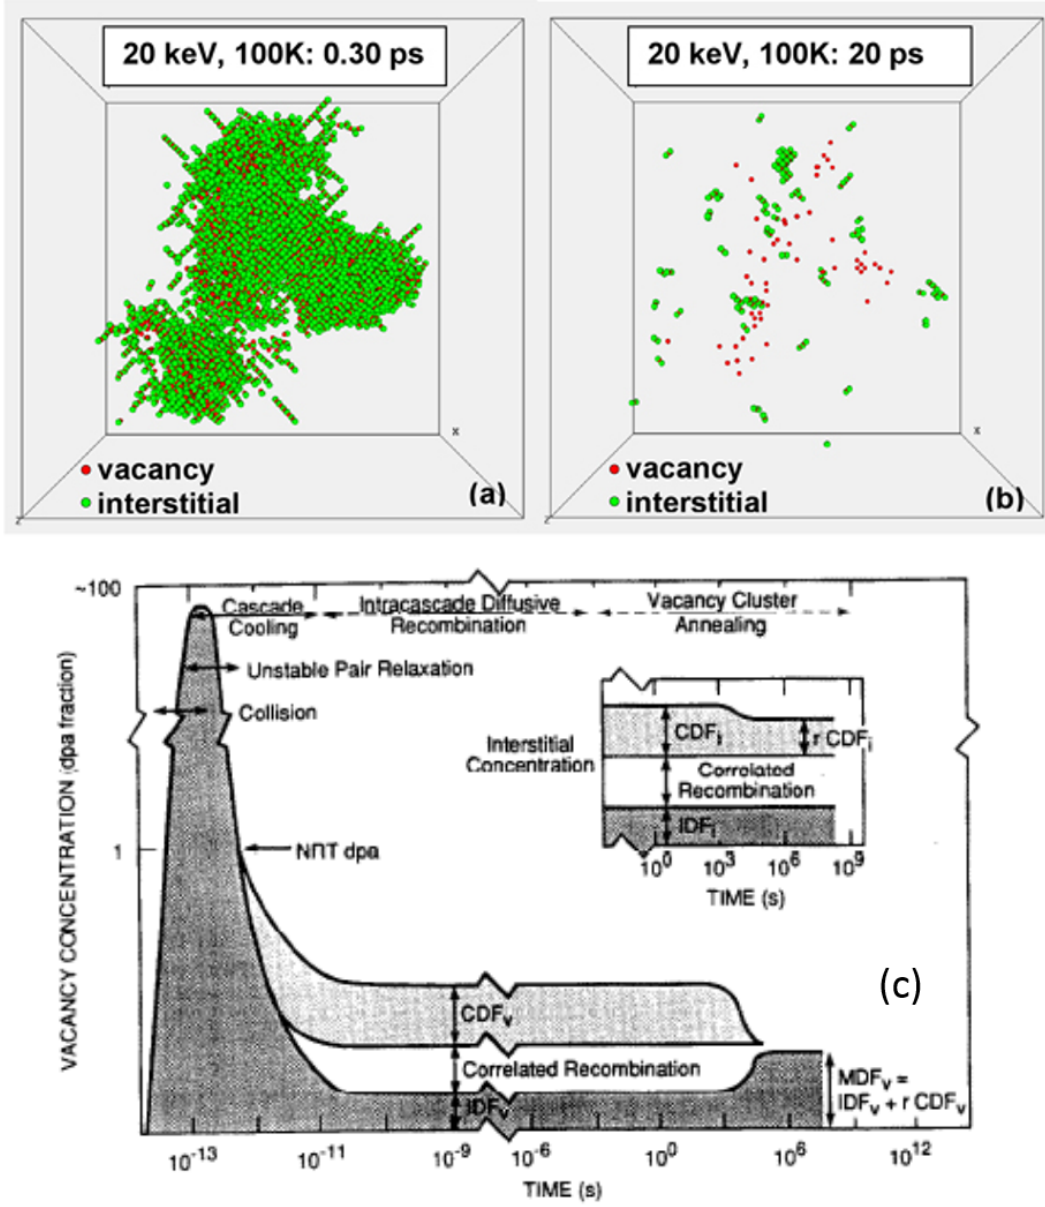 20 keV, 100K: 0.30 ps
x
z
vacancy
interstitial
(a)
20 keV, 100K: 20 ps
x
z
vacancy
interstitial
(b)
~100
Cascade
Cooling
Intracascade Diffusive
Recombination
Vacancy Cluster
Annealing
Unstable Pair Relaxation
Collision
VACANCY CONCENTRATION (dpa fraction)
1
NRT dpa
Interstitial
Concentration
CDFi
r CDFi
Correlated
Recombination
IDFi
10^0 10^3 10^6 10^9
TIME (s)
(c)
CDFv
Correlated Recombination
IDFv
MDFv =
IDFv + r CDFv
10^-13 10^-11 10^-9 10^-6 10^0 10^6 10^12
TIME (s)